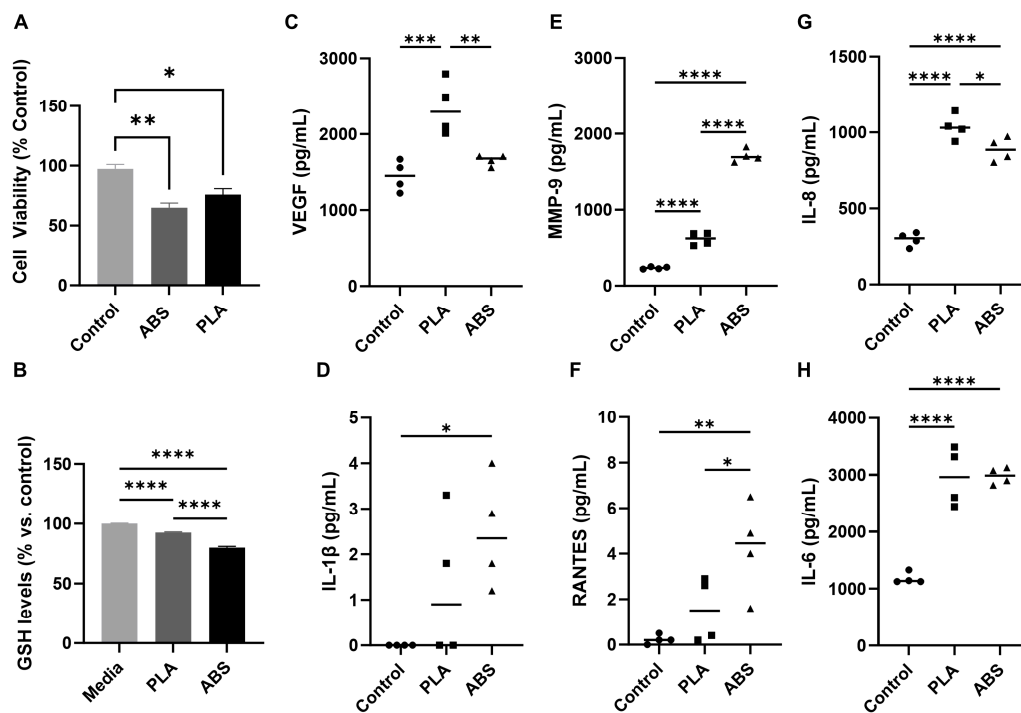 A
Cell Viability (% Control)
150
100
50
0
*
**
Control
ABS
PLA
B
GSH levels (% vs. control)
150
100
50
0
****
****
****
Media
PLA
ABS
C
VEGF (pg/mL)
3000
2000
1000
0
***
**
Control
PLA
ABS
D
IL-1β (pg/mL)
5
4
3
2
1
0
*
Control
PLA
ABS
E
MMP-9 (pg/mL)
3000
2000
1000
0
****
****
****
Control
PLA
ABS
F
RANTES (pg/mL)
10
8
6
4
2
0
**
*
Control
PLA
ABS
G
IL-8 (pg/mL)
1500
1000
500
0
****
****
*
Control
PLA
ABS
H
IL-6 (pg/mL)
4000
3000
2000
1000
0
****
****
Control
PLA
ABS